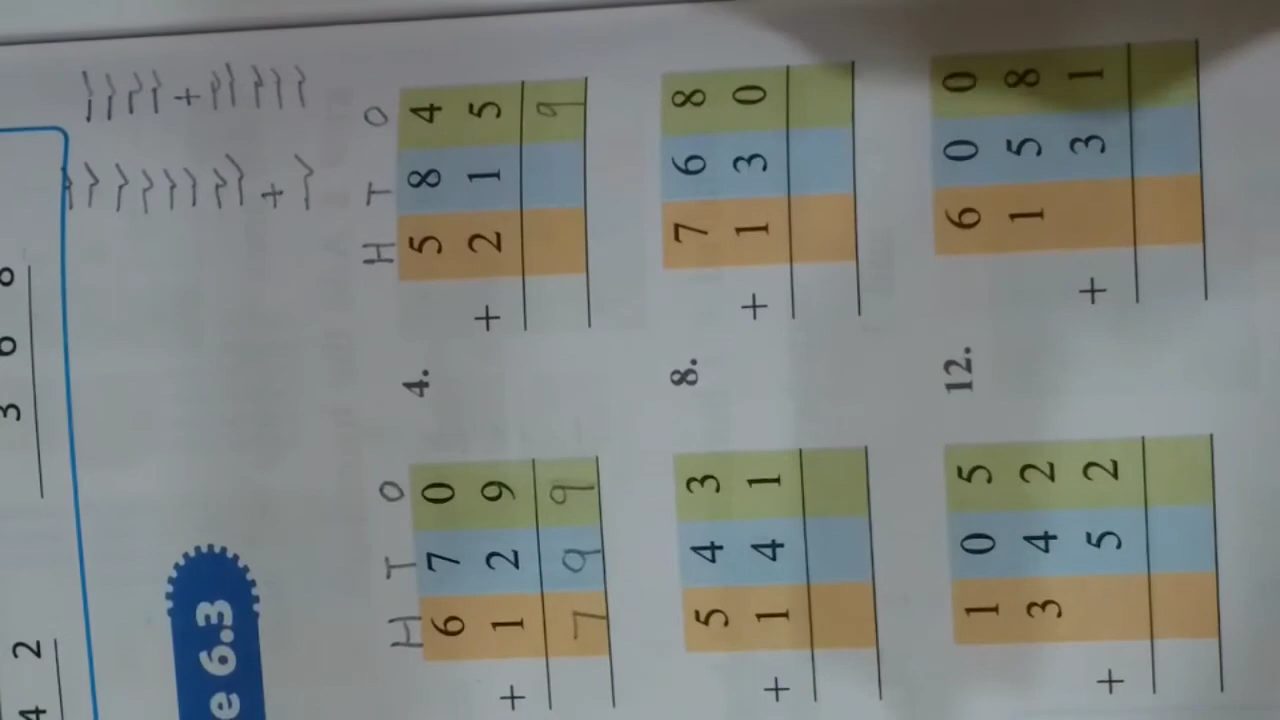 4 2
e 6.3
H T O H T O
6 7 0 4. 5 8 4
+ 1 2 9 + 2 1 5
7 9 9 9
5 4 3 8. 7 6 8
+ 1 4 1 + 1 3 0
1 0 5 12. 6 0 0
3 4 2 1 5 8
+ 5 2 + 3 1